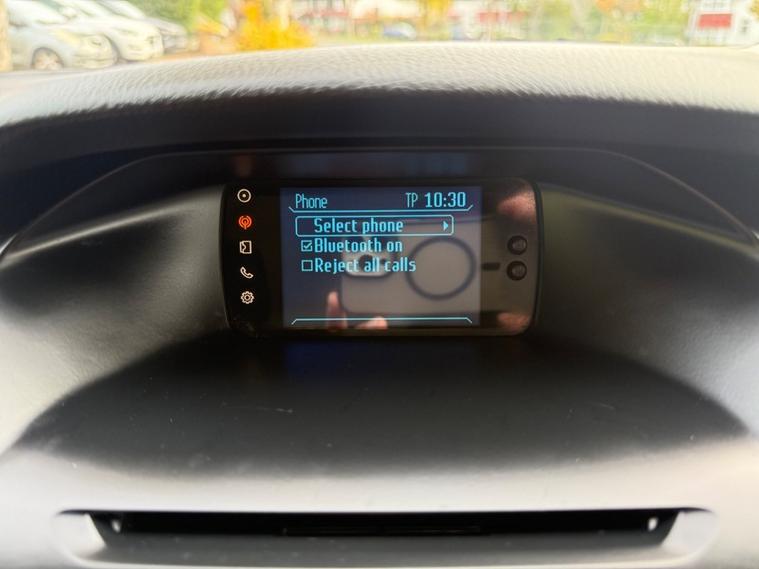 Phone TP 10:30
Select phone
Bluetooth on
Reject all calls